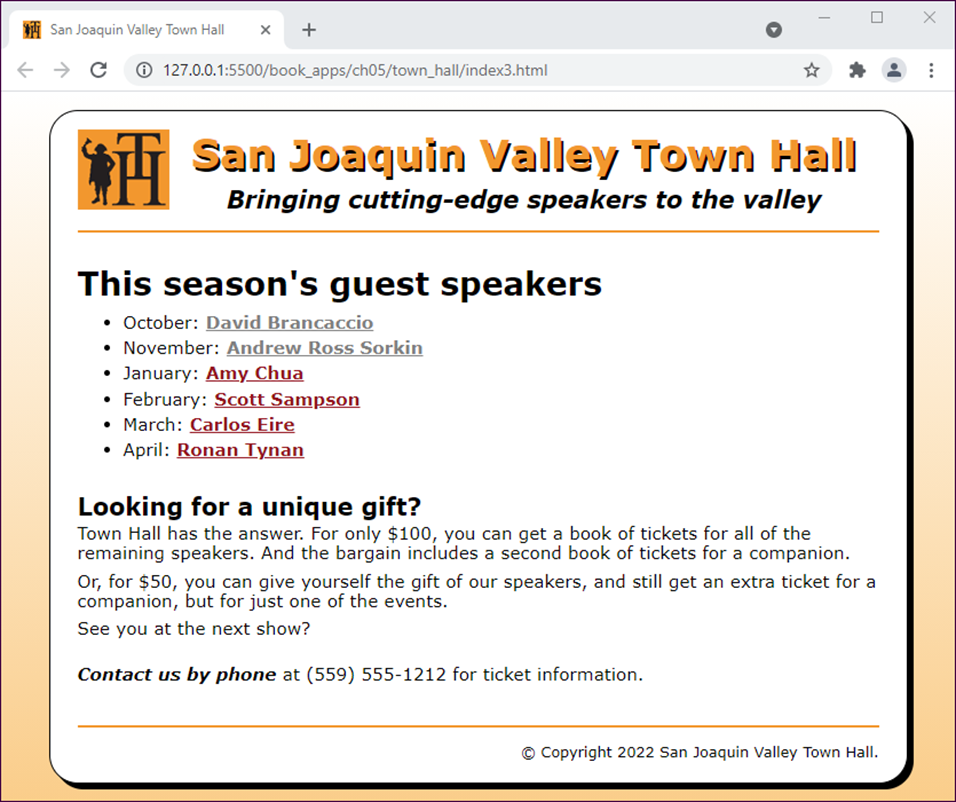 San Joaquin Valley Town Hall
127.0.0.1:5500/book_apps/ch05/town_hall/index3.html
TH
San Joaquin Valley Town Hall
Bringing cutting-edge speakers to the valley
This season's guest speakers
• October: David Brancaccio
• November: Andrew Ross Sorkin
• January: Amy Chua
• February: Scott Sampson
• March: Carlos Eire
• April: Ronan Tynan
Looking for a unique gift?
Town Hall has the answer. For only $100, you can get a book of tickets for all of the
remaining speakers. And the bargain includes a second book of tickets for a companion.
Or, for $50, you can give yourself the gift of our speakers, and still get an extra ticket for a
companion, but for just one of the events.
See you at the next show?
Contact us by phone at (559) 555-1212 for ticket information.
© Copyright 2022 San Joaquin Valley Town Hall.